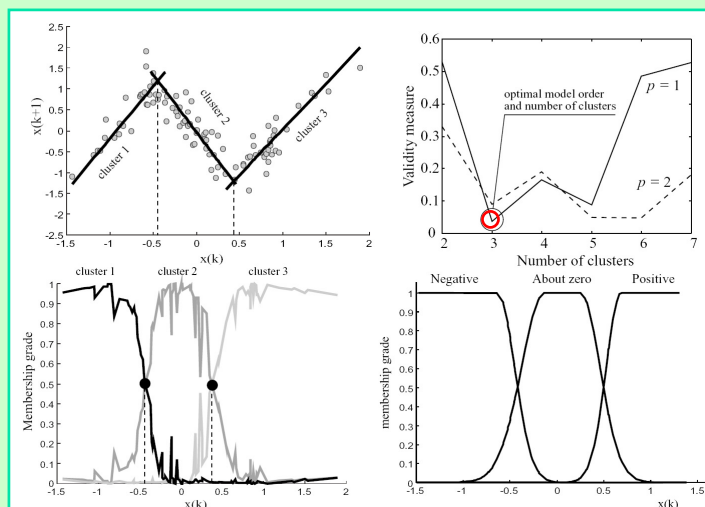 2.5
2
1.5
1
0.5
0
-0.5
-1
-1.5
-2
-2.5
x(k+1)
cluster 1
cluster 2
cluster 3
-1.5 -1 -0.5 0 0.5 1 1.5 2
x(k)
0.6
0.5
0.4
0.3
0.2
0.1
0
Validity measure
optimal model order
and number of clusters
p = 1
p = 2
2 3 4 5 6 7
Number of clusters
cluster 1 cluster 2 cluster 3
1
0.9
0.8
0.7
0.6
0.5
0.4
0.3
0.2
0.1
0
Membership grade
-1.5 -1 -0.5 0 0.5 1 1.5 2
x(k)
Negative About zero Positive
1
0.9
0.8
0.7
0.6
0.5
0.4
0.3
0.2
0.1
0
membership grade
-1.5 -1 -0.5 0 0.5 1
x(k)